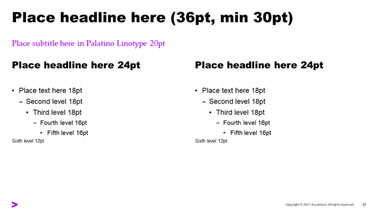 Place headline here (36pt, min 30pt)
Place subtitle here in Palatino Linotype 20pt
Place headline here 24pt
• Place text here 18pt
– Second level 18pt
• Third level 18pt
– Fourth level 16pt
• Fifth level 16pt
Sixth level 12pt
Place headline here 24pt
• Place text here 18pt
– Second level 18pt
• Third level 18pt
– Fourth level 16pt
• Fifth level 16pt
Sixth level 12pt
Copyright © 2021 Accenture. All rights reserved.